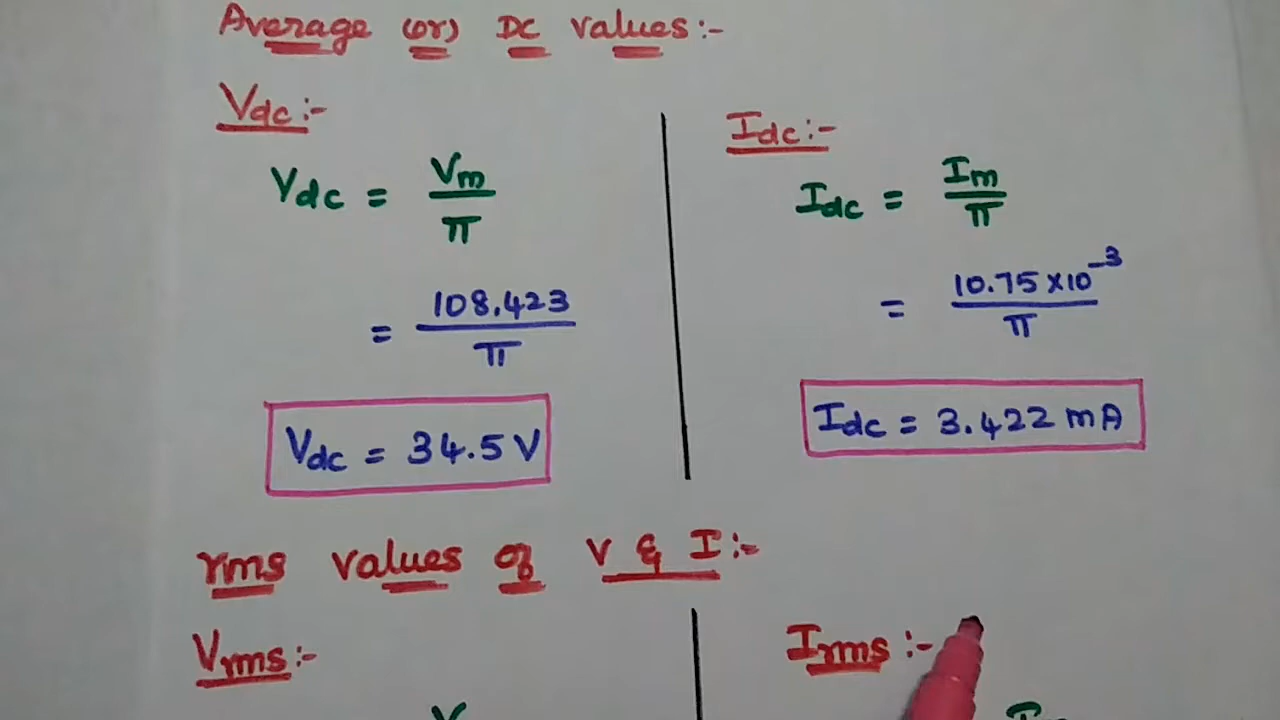 Average (or) DC values:-
Vdc:-
Vdc = Vm/π
= 108.423/π
Vdc = 34.5 V
Idc:-
Idc = Im/π
= 10.75 x 10⁻³/π
Idc = 3.422 mA
rms values of V & I:-
Vrms:-
V
Irms:-